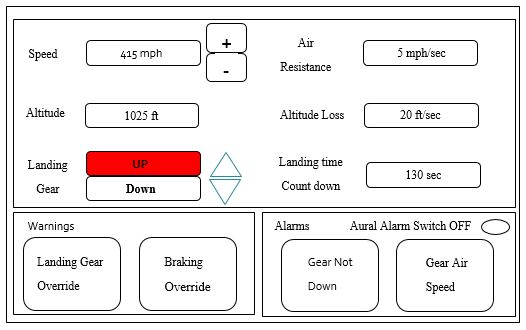 Speed 415 mph + - Air Resistance 5 mph/sec
Altitude 1025 ft Altitude Loss 20 ft/sec
Landing Gear UP Down Landing time Count down 130 sec
Warnings
Landing Gear Override
Braking Override
Alarms Aural Alarm Switch OFF
Gear Not Down
Gear Air Speed